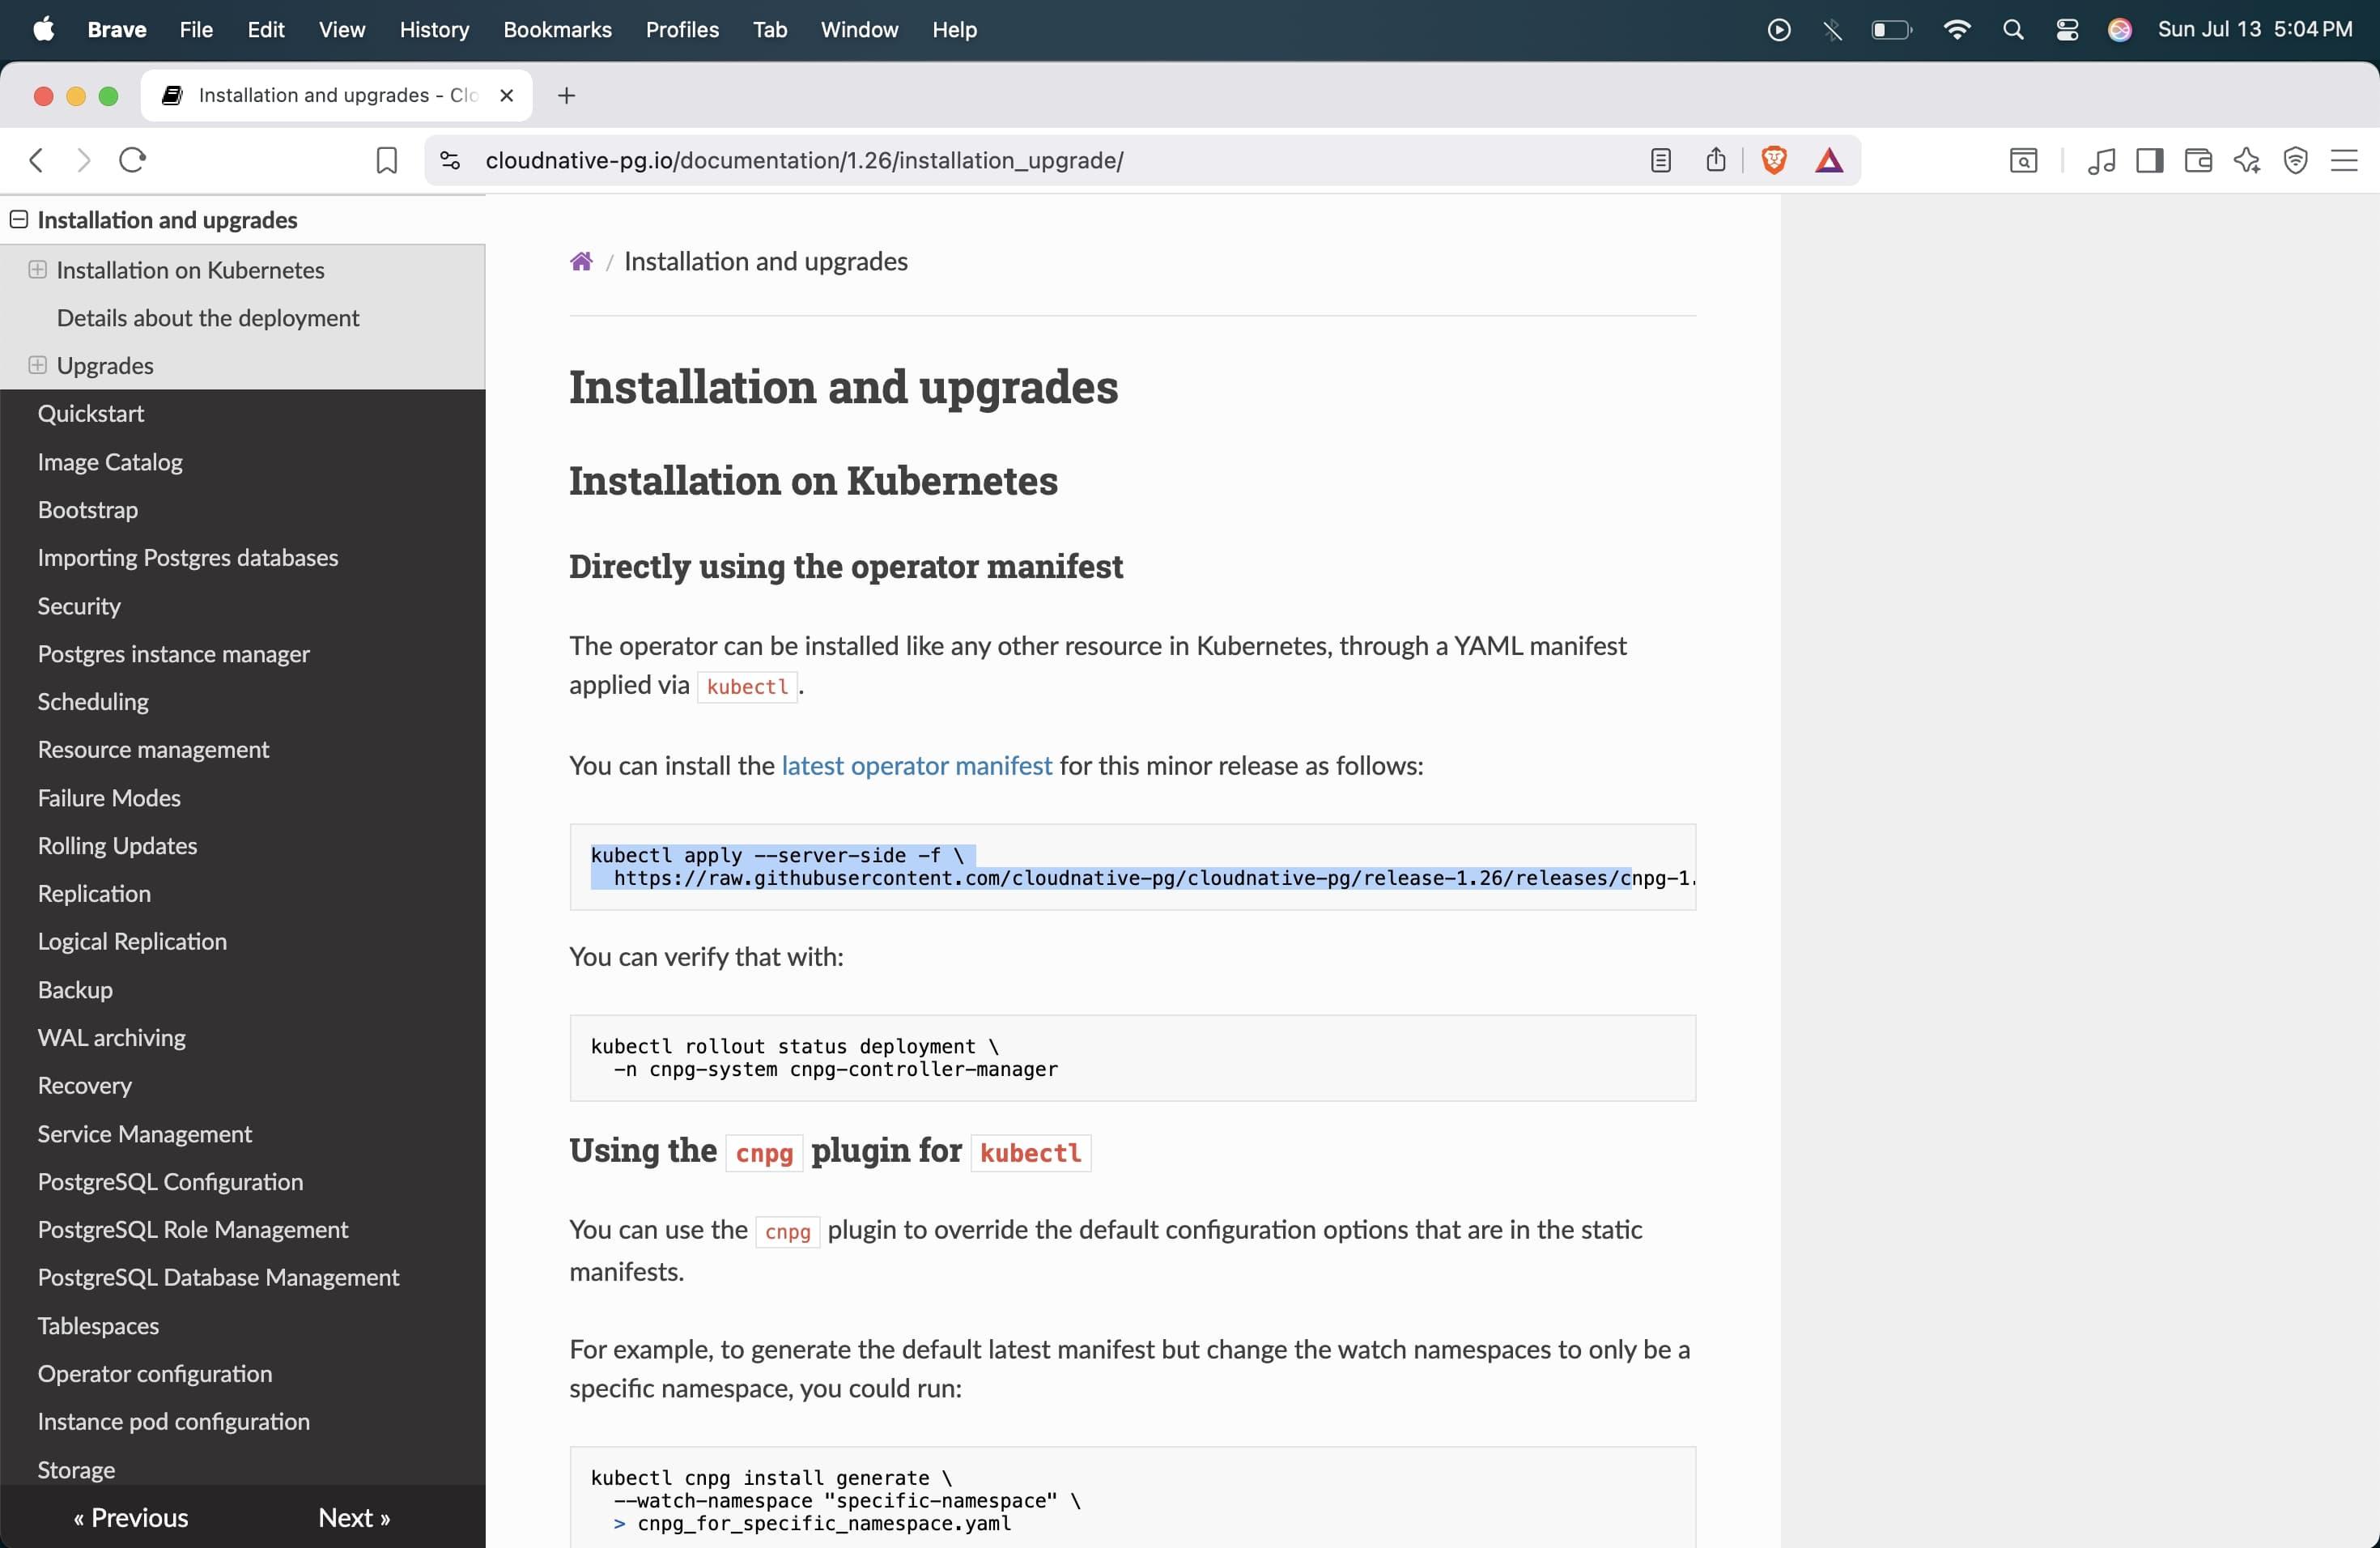 Brave File Edit View History Bookmarks Profiles Tab Window Help Sun Jul 13 5:04 PM
Installation and upgrades - Clo
cloudnative-pg.io/documentation/1.26/installation_upgrade/
Installation and upgrades
Installation on Kubernetes
Details about the deployment
Upgrades
Quickstart
Image Catalog
Bootstrap
Importing Postgres databases
Security
Postgres instance manager
Scheduling
Resource management
Failure Modes
Rolling Updates
Replication
Logical Replication
Backup
WAL archiving
Recovery
Service Management
PostgreSQL Configuration
PostgreSQL Role Management
PostgreSQL Database Management
Tablespaces
Operator configuration
Instance pod configuration
Storage
« Previous Next »
/ Installation and upgrades
Installation and upgrades
Installation on Kubernetes
Directly using the operator manifest
The operator can be installed like any other resource in Kubernetes, through a YAML manifest
applied via kubectl.
You can install the latest operator manifest for this minor release as follows:
kubectl apply --server-side -f \
https://raw.githubusercontent.com/cloudnative-pg/cloudnative-pg/release-1.26/releases/cnpg-1.
You can verify that with:
kubectl rollout status deployment \
-n cnpg-system cnpg-controller-manager
Using the cnpg plugin for kubectl
You can use the cnpg plugin to override the default configuration options that are in the static
manifests.
For example, to generate the default latest manifest but change the watch namespaces to only be a
specific namespace, you could run:
kubectl cnpg install generate \
--watch-namespace "specific-namespace" \
> cnpg_for_specific_namespace.yaml